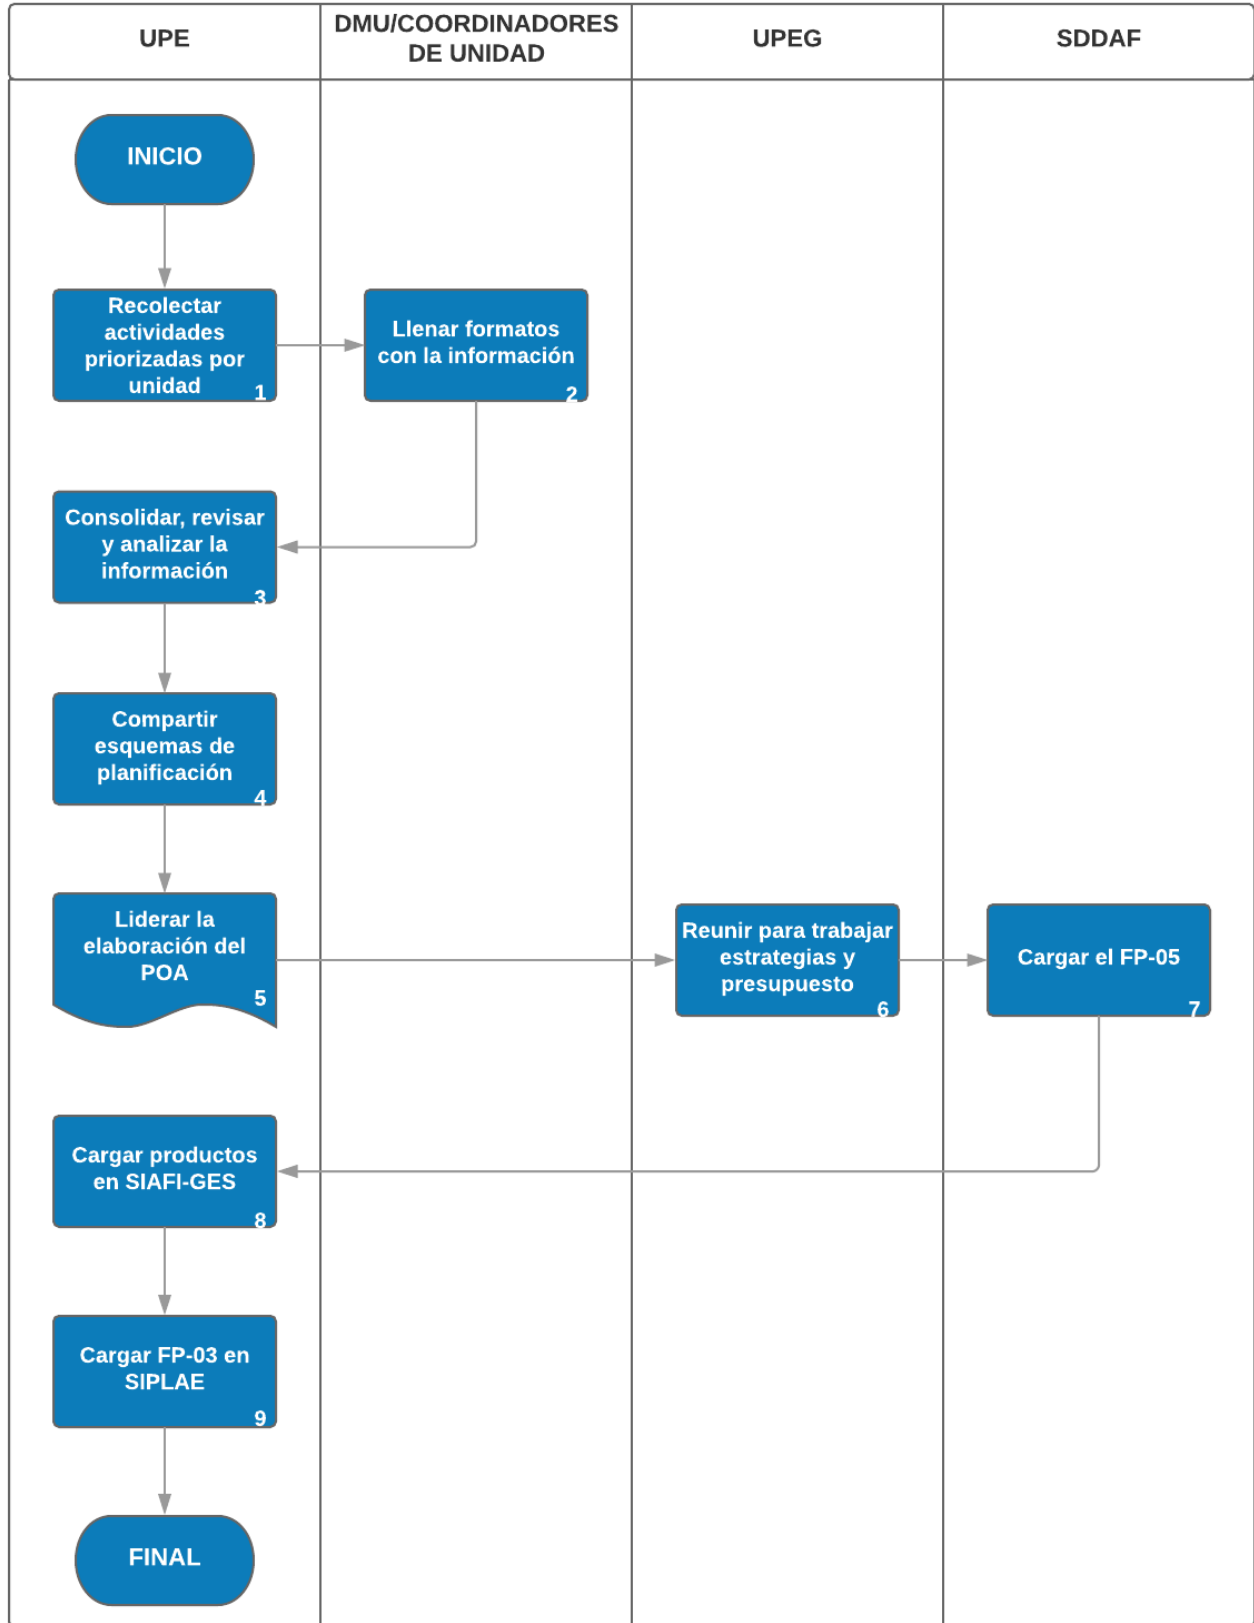 UPE
DMU/COORDINADORES
DE UNIDAD
UPEG
SDDAF
INICIO
Recolectar
actividades
priorizadas por
unidad
1
Llenar formatos
con la información
2
Consolidar, revisar
y analizar la
información
3
Compartir
esquemas de
planificación
4
Liderar la
elaboración del
POA
5
Reunir para trabajar
estrategias y
presupuesto
6
Cargar el FP-05
7
Cargar productos
en SIAFI-GES
8
Cargar FP-03 en
SIPLAE
9
FINAL